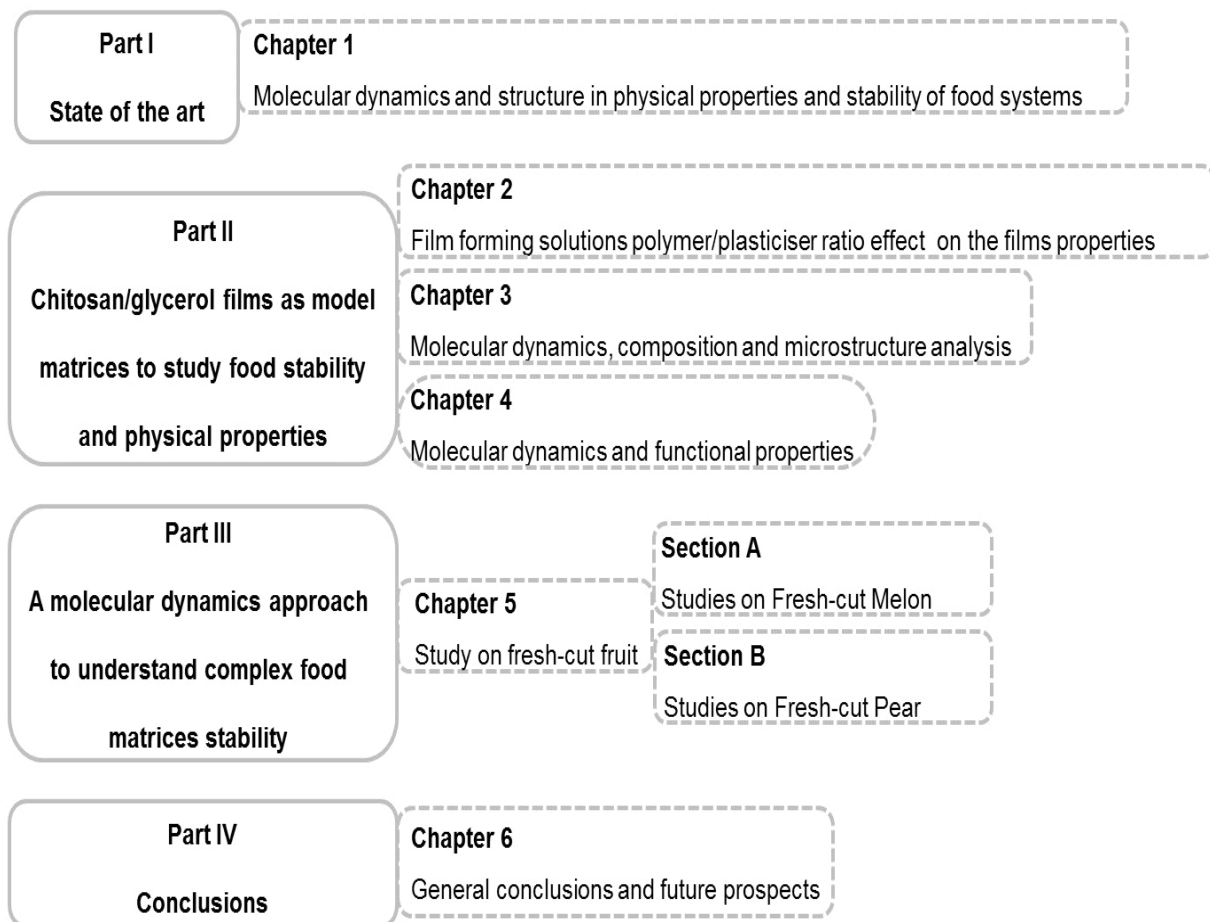 Part I
State of the art
Chapter 1
Molecular dynamics and structure in physical properties and stability of food systems
Part II
Chitosan/glycerol films as model
matrices to study food stability
and physical properties
Chapter 2
Film forming solutions polymer/plasticiser ratio effect  on the films properties
Chapter 3
Molecular dynamics, composition and microstructure analysis
Chapter 4
Molecular dynamics and functional properties
Part III
A molecular dynamics approach
to understand complex food
matrices stability
Chapter 5
Study on fresh-cut fruit
Section A
Studies on Fresh-cut Melon
Section B
Studies on Fresh-cut Pear
Part IV
Conclusions
Chapter 6
General conclusions and future prospects